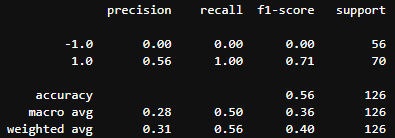 precision recall f1-score support
-1.0 0.00 0.00 0.00 56
1.0 0.56 1.00 0.71 70
accuracy 0.56 126
macro avg 0.28 0.50 0.36 126
weighted avg 0.31 0.56 0.40 126